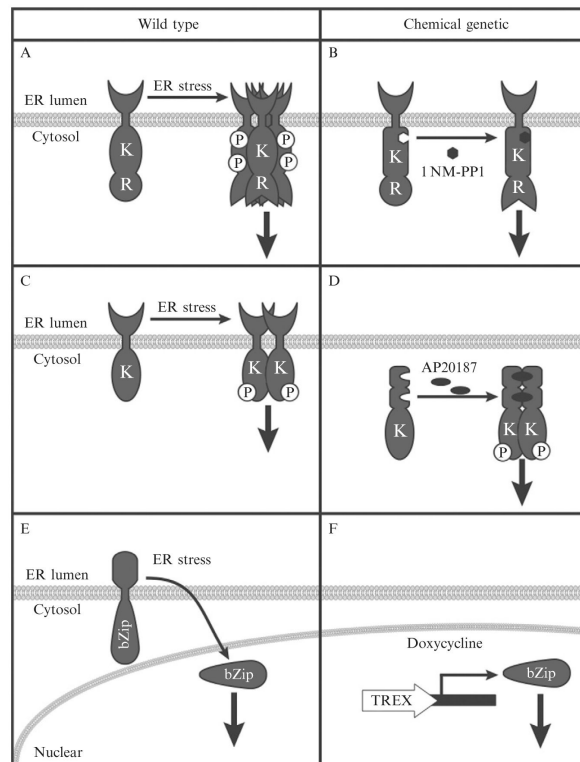 Wild type
Chemical genetic
A
ER stress
ER lumen
Cytosol
K
R
P
P
K
P
P
R
B
K
R
1 NM-PP1
K
R
C
ER stress
ER lumen
Cytosol
K
K
K
P
P
D
AP20187
K
K
K
P
P
E
ER stress
ER lumen
Cytosol
bZip
bZip
Nuclear
F
Doxycycline
TREX
bZip